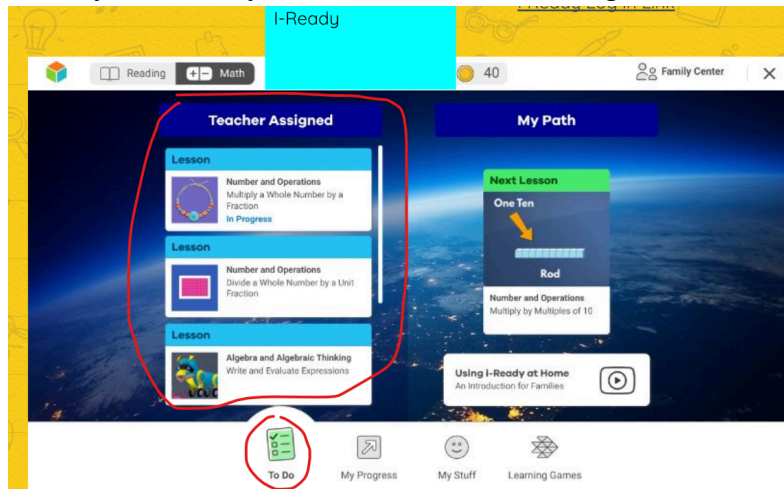 I-Ready
Reading
Math
40
Family Center
Teacher Assigned
My Path
Lesson
Number and Operations
Multiply a Whole Number by a
Fraction
In Progress
Lesson
Number and Operations
Divide a Whole Number by a Unit
Fraction
Lesson
Algebra and Algebraic Thinking
Write and Evaluate Expressions
Next Lesson
One Ten
Rod
Number and Operations
Multiply by Multiples of 10
Using i-Ready at Home
An Introduction for Families
To Do
My Progress
My Stuff
Learning Games